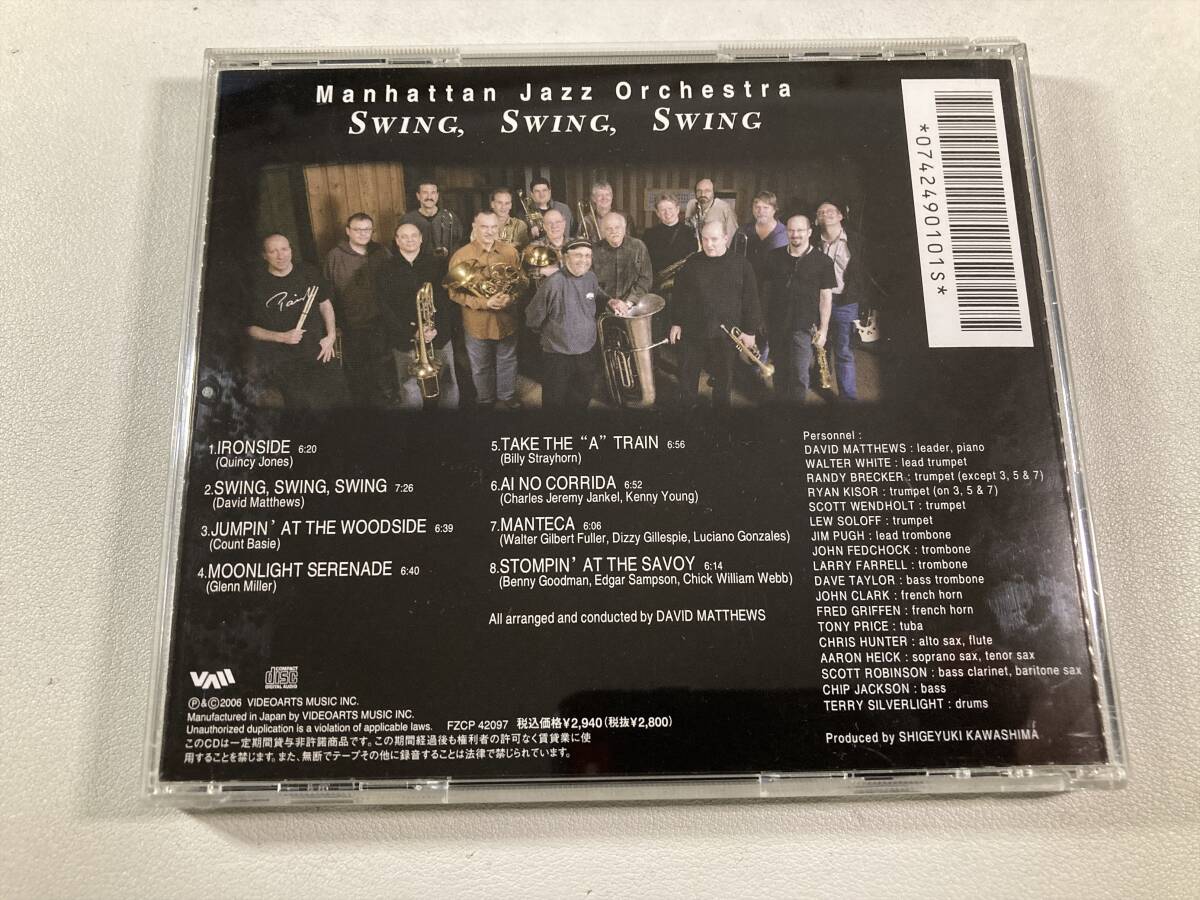 Manhattan Jazz Orchestra
SWING, SWING, SWING
*0742490101S*
1.IRONSIDE 6:20
(Quincy Jones)
2.SWING, SWING, SWING 7:26
(David Matthews)
3.JUMPIN' AT THE WOODSIDE 6:39
(Count Basie)
4.MOONLIGHT SERENADE 6:40
(Glenn Miller)
5.TAKE THE "A" TRAIN 6:56
(Billy Strayhorn)
6.AI NO CORRIDA 6:52
(Charles Jeremy Jankel, Kenny Young)
7.MANTECA 6:06
(Walter Gilbert Fuller, Dizzy Gillespie, Luciano Gonzales)
8.STOMPIN' AT THE SAVOY 6:14
(Benny Goodman, Edgar Sampson, Chick William Webb)
All arranged and conducted by DAVID MATTHEWS
Personnel :
DAVID MATTHEWS : leader, piano
WALTER WHITE : lead trumpet
RANDY BRECKER : trumpet (except 3, 5 & 7)
RYAN KISOR : trumpet (on 3, 5 & 7)
SCOTT WENDHOLT : trumpet
LEW SOLOFF : trumpet
JIM PUGH : lead trombone
JOHN FEDCHOCK : trombone
LARRY FARRELL : trombone
DAVE TAYLOR : bass trombone
JOHN CLARK : french horn
FRED GRIFFEN : french horn
TONY PRICE : tuba
CHRIS HUNTER : alto sax, flute
AARON HEICK : soprano sax, tenor sax
SCOTT ROBINSON : bass clarinet, baritone sax
CHIP JACKSON : bass
TERRY SILVERLIGHT : drums
Produced by SHIGEYUKI KAWASHIMA
VAI
COMPACT
disc
DIGITAL AUDIO
Ⓟ&Ⓒ2006 VIDEOARTS MUSIC INC.
Manufactured in Japan by VIDEOARTS MUSIC INC.
Unauthorized duplication is a violation of applicable laws. FZCP 42097 税込価格¥2,940(税抜¥2,800)
このCDは一定期間貸与非許諾商品です。この期間経過後も権利者の許可なく賃貸業に使
用することを禁じます。また、無断でテープその他に録音することは法律で禁じられています。